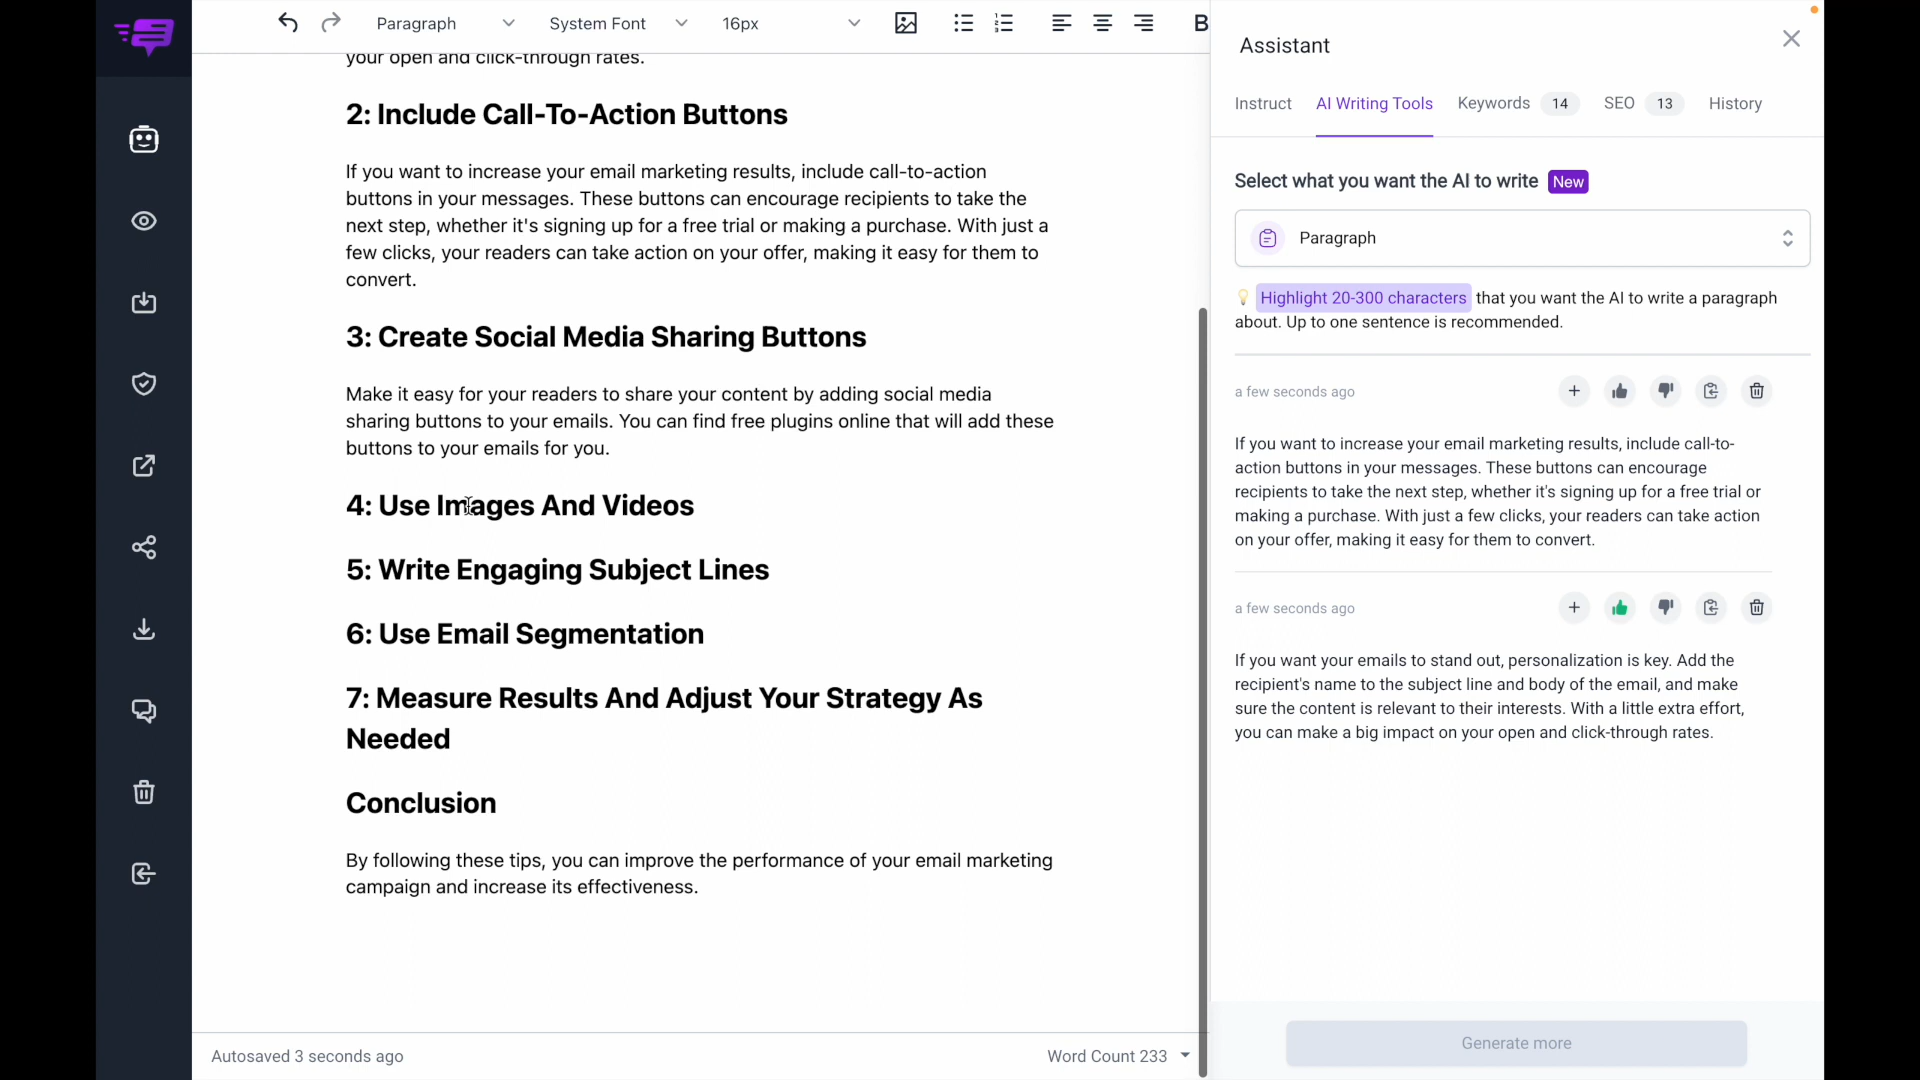 Paragraph
System Font
16px
B
your open and click-through rates.
2: Include Call-To-Action Buttons
If you want to increase your email marketing results, include call-to-action
buttons in your messages. These buttons can encourage recipients to take the
next step, whether it's signing up for a free trial or making a purchase. With just a
few clicks, your readers can take action on your offer, making it easy for them to
convert.
3: Create Social Media Sharing Buttons
Make it easy for your readers to share your content by adding social media
sharing buttons to your emails. You can find free plugins online that will add these
buttons to your emails for you.
4: Use Images And Videos
5: Write Engaging Subject Lines
6: Use Email Segmentation
7: Measure Results And Adjust Your Strategy As
Needed
Conclusion
By following these tips, you can improve the performance of your email marketing
campaign and increase its effectiveness.
Autosaved 3 seconds ago
Word Count 233
Assistant
Instruct
AI Writing Tools
Keywords 14
SEO 13
History
Select what you want the AI to write New
Paragraph
Highlight 20-300 characters that you want the AI to write a paragraph
about. Up to one sentence is recommended.
a few seconds ago
If you want to increase your email marketing results, include call-to-
action buttons in your messages. These buttons can encourage
recipients to take the next step, whether it's signing up for a free trial or
making a purchase. With just a few clicks, your readers can take action
on your offer, making it easy for them to convert.
a few seconds ago
If you want your emails to stand out, personalization is key. Add the
recipient's name to the subject line and body of the email, and make
sure the content is relevant to their interests. With a little extra effort,
you can make a big impact on your open and click-through rates.
Generate more